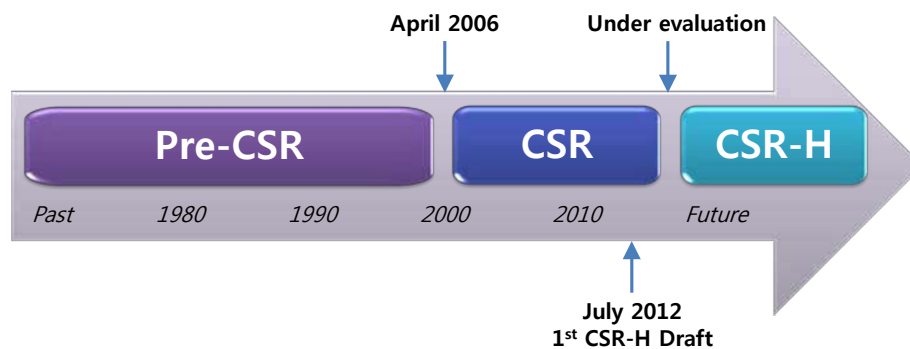 April 2006
Under evaluation
Pre-CSR
CSR
CSR-H
Past
1980
1990
2000
2010
Future
July 2012
1st CSR-H Draft